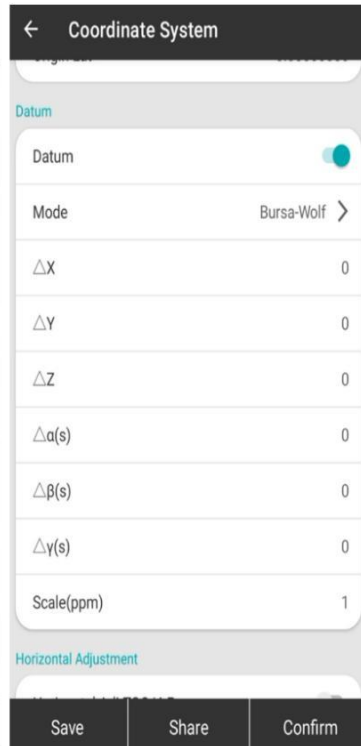 ← Coordinate System
Datum
Datum
Mode Bursa-Wolf >
△X 0
△Y 0
△Z 0
△α(s) 0
△β(s) 0
△γ(s) 0
Scale(ppm) 1
Horizontal Adjustment
Save Share Confirm